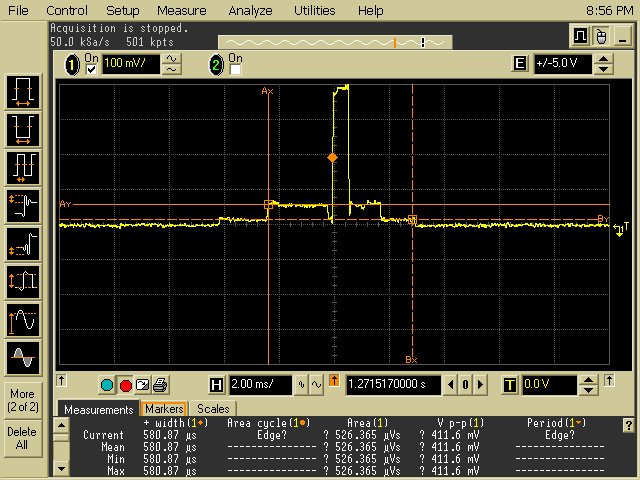 File Control Setup Measure Analyze Utilities Help 8:56 PM
Acquisition is stopped.
50.0 kSa/s 501 kpts
1 On 100 mV/ 2 On E +/-5.0 V
Ax
Ay
By
T
Bx
More
(2 of 2)
Delete
All
H 2.00 ms/ 1.2715170000 s 0 T 0.0 V
Measurements Markers Scales
+ width(1) Area cycle(1) Area(1) V p-p(1) Period(1) ?
Current 580.87 µs Edge? ? 526.365 µVs ? 411.6 mV Edge?
Mean 580.87 µs -------------- ? 526.365 µVs ? 411.6 mV --------------
Min 580.87 µs -------------- ? 526.365 µVs ? 411.6 mV --------------
Max 580.87 µs -------------- ? 526.365 µVs ? 411.6 mV --------------